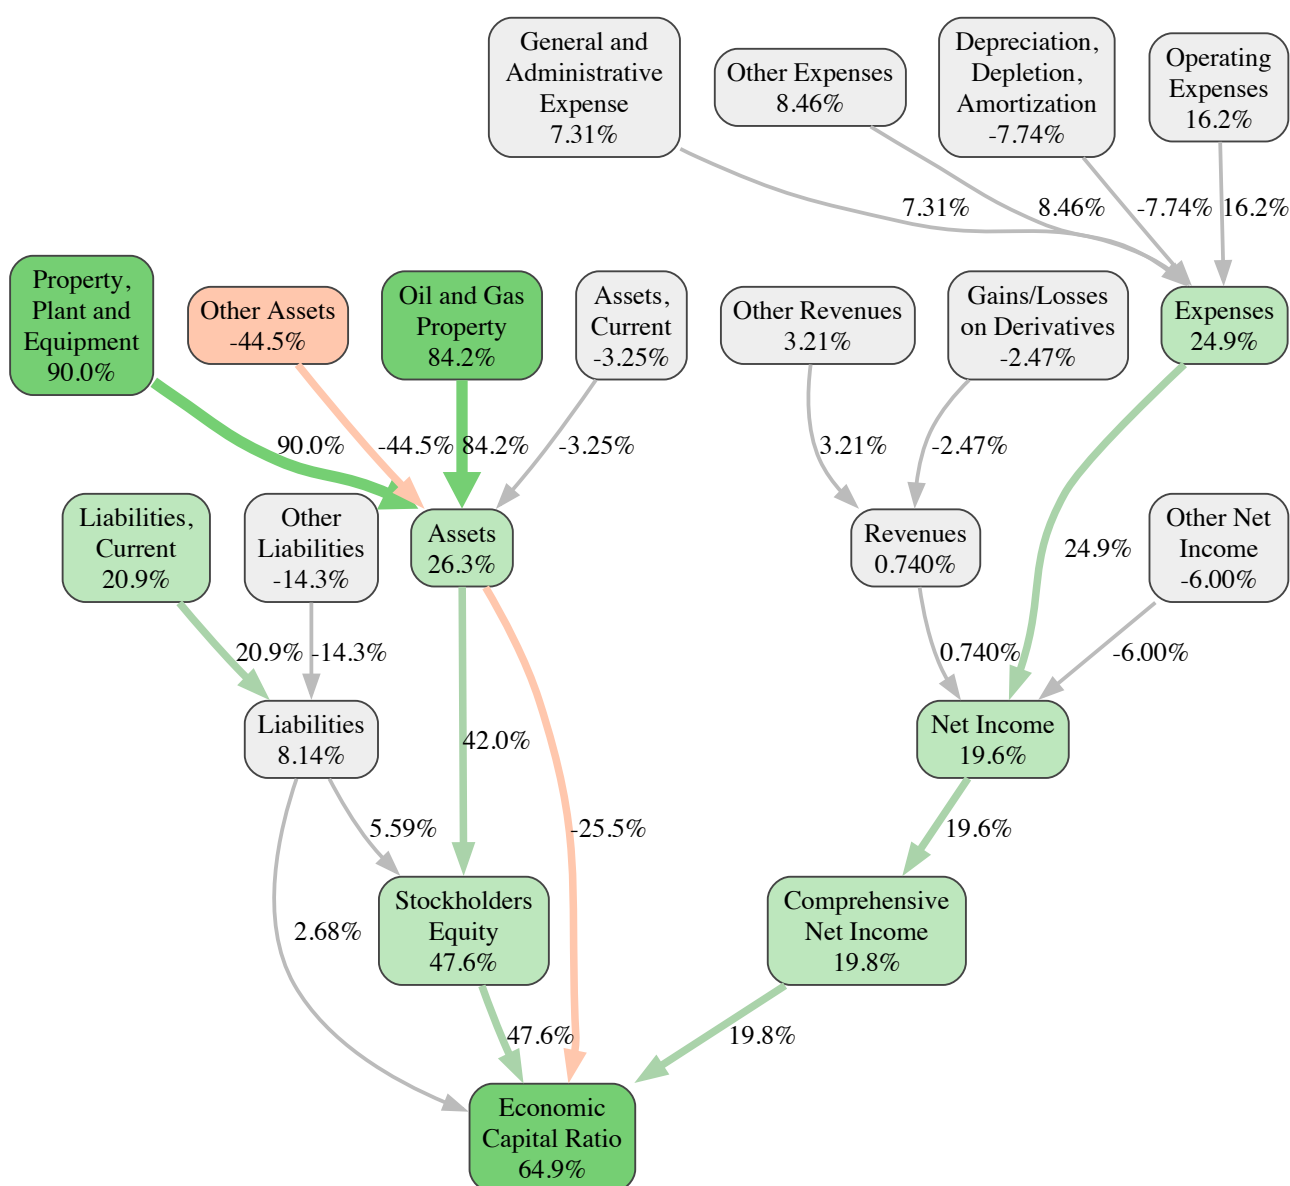 General and
Administrative
Expense
7.31%
Other Expenses
8.46%
Depreciation,
Depletion,
Amortization
-7.74%
Operating
Expenses
16.2%
7.31%
8.46%
-7.74%
16.2%
Property,
Plant and
Equipment
90.0%
Other Assets
-44.5%
Oil and Gas
Property
84.2%
Assets,
Current
-3.25%
Other Revenues
3.21%
Gains/Losses
on Derivatives
-2.47%
Expenses
24.9%
90.0%
-44.5%
84.2%
-3.25%
3.21%
-2.47%
Liabilities,
Current
20.9%
Other
Liabilities
-14.3%
Assets
26.3%
Revenues
0.740%
24.9%
Other Net
Income
-6.00%
20.9%
-14.3%
0.740%
-6.00%
Liabilities
8.14%
42.0%
Net Income
19.6%
5.59%
-25.5%
19.6%
2.68%
Stockholders
Equity
47.6%
Comprehensive
Net Income
19.8%
47.6%
19.8%
Economic
Capital Ratio
64.9%